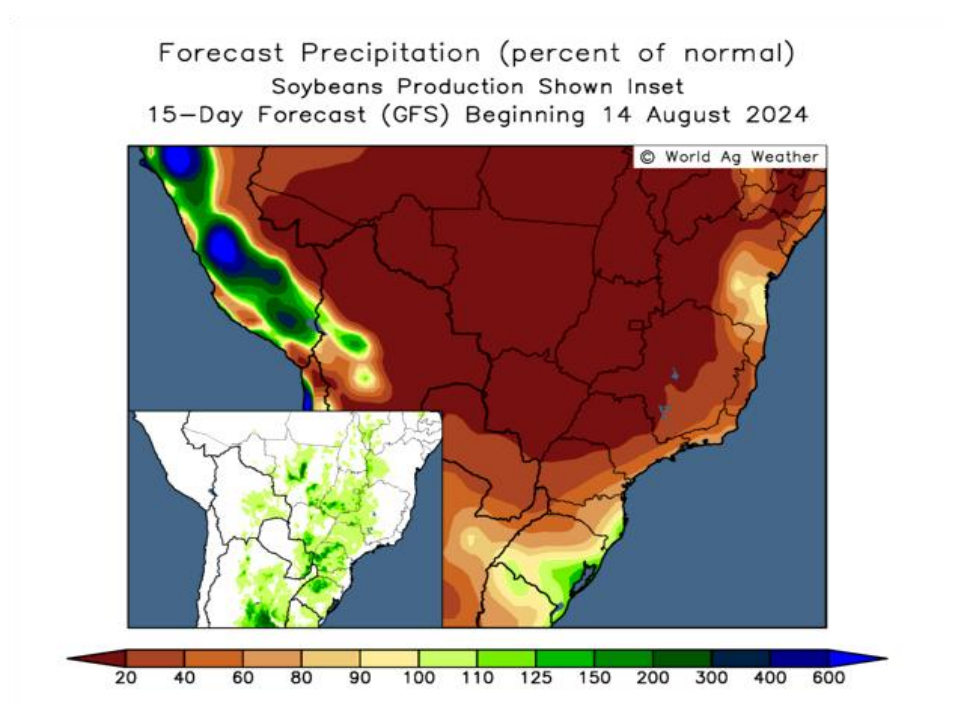 Forecast Precipitation (percent of normal)
Soybeans Production Shown Inset
15-Day Forecast (GFS) Beginning 14 August 2024
© World Ag Weather
20 40 60 80 90 100 110 125 150 200 300 400 600